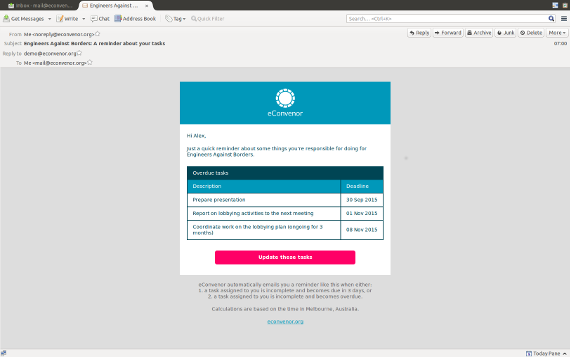 Inbox - mail@econven...
Engineers Against ...
Get Messages
Write
Chat
Address Book
Tag
Quick Filter
Search... <Ctrl+K>
From Me <noreply@econvenor.org>
Reply
Forward
Archive
Junk
Delete
More
Subject Engineers Against Borders: A reminder about your tasks
07:00
Reply to demo@econvenor.org
To Me <mail@econvenor.org>
eConvenor
Hi Alex,
Just a quick reminder about some things you're responsible for doing for
Engineers Against Borders.
Overdue tasks
Description Deadline
Prepare presentation 30 Sep 2015
Report on lobbying activities to the next meeting 01 Nov 2015
Coordinate work on the lobbying plan (ongoing for 3
months) 08 Nov 2015
Update these tasks
eConvenor automatically emails you a reminder like this when either:
1. a task assigned to you is incomplete and becomes due in 4 days, or
2. a task assigned to you is incomplete and becomes overdue.
Calculations are based on the time in Melbourne, Australia.
econvenor.org
Today Pane